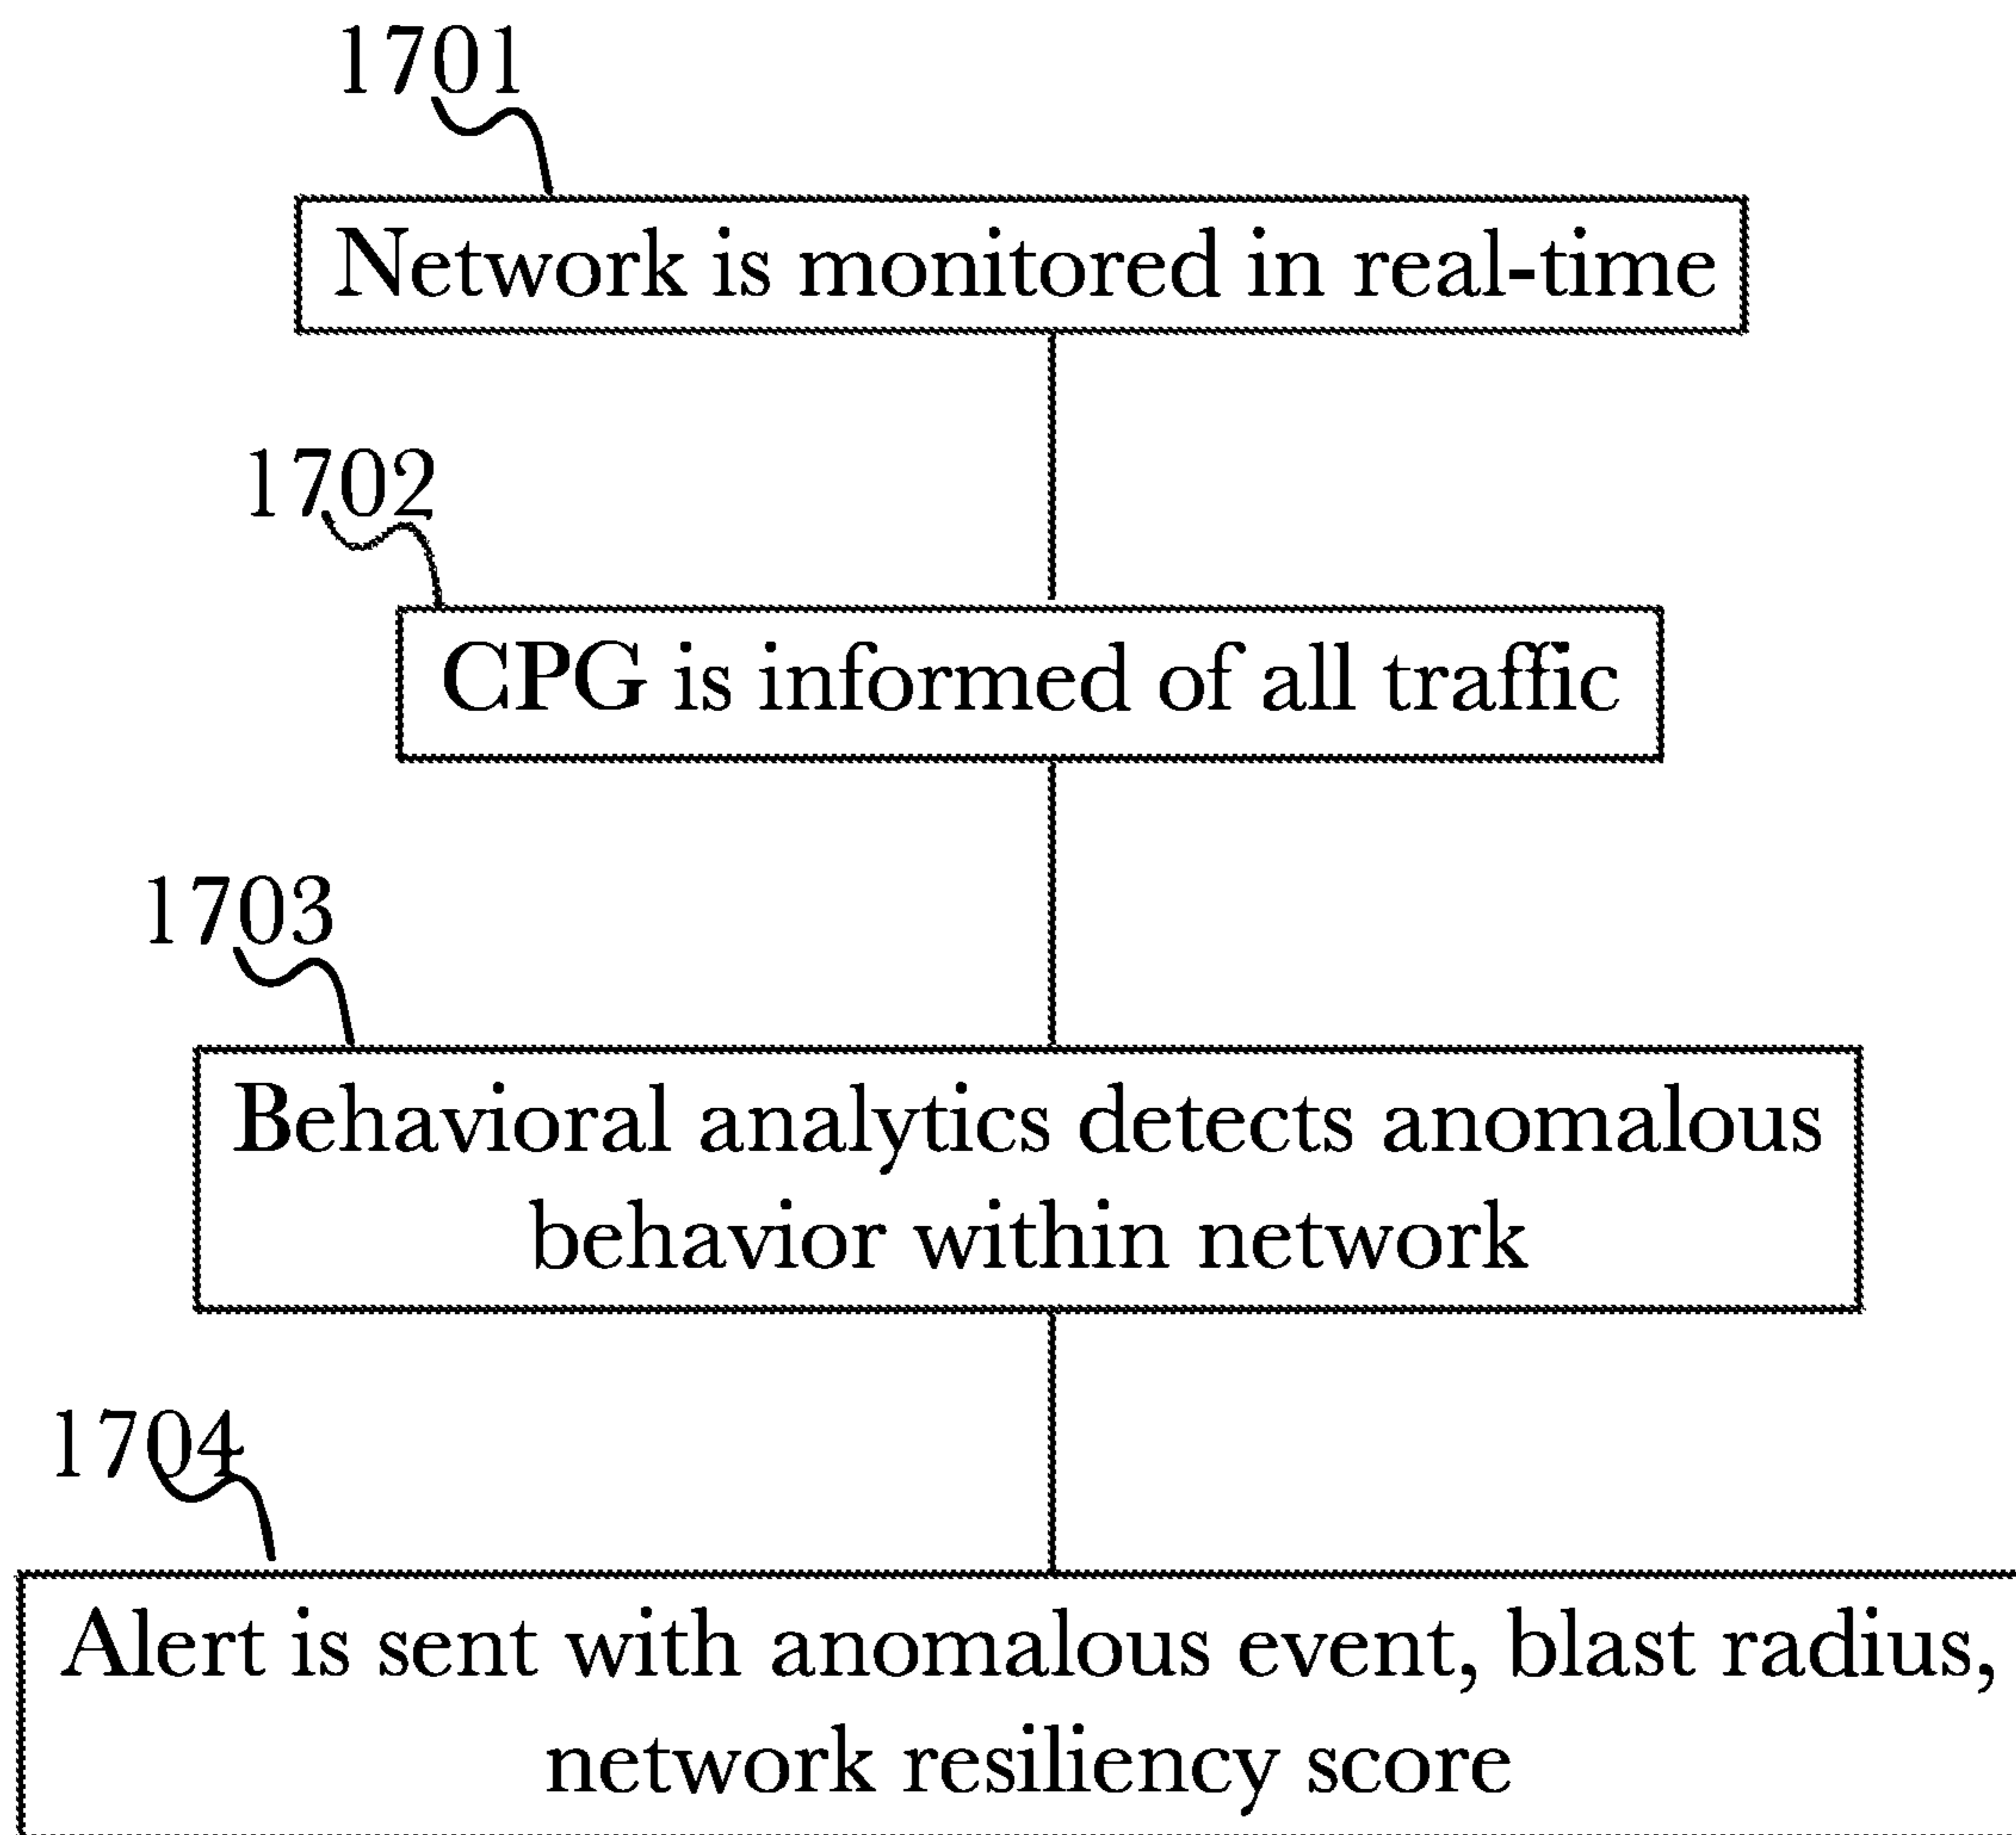 1701
Network is monitored in real-time
1702
CPG is informed of all traffic
1703
Behavioral analytics detects anomalous
behavior within network
1704
Alert is sent with anomalous event, blast radius,
network resiliency score